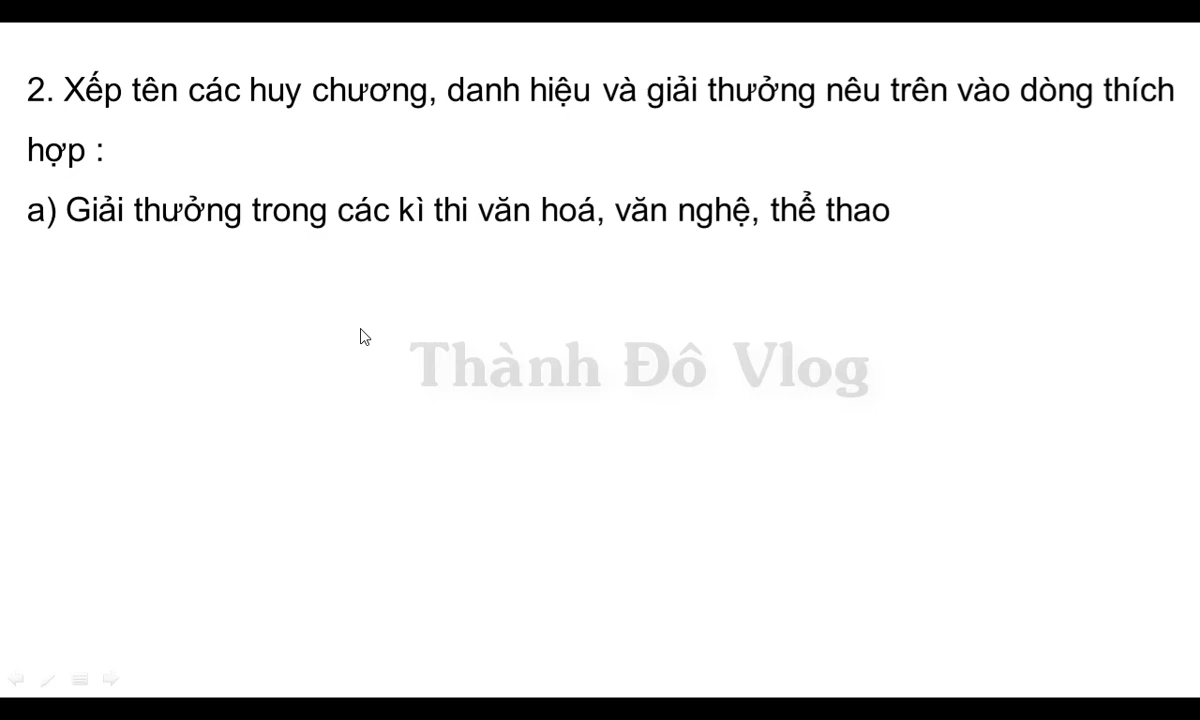 2. Xếp tên các huy chương, danh hiệu và giải thưởng nêu trên vào dòng thích
hợp :
a) Giải thưởng trong các kì thi văn hoá, văn nghệ, thể thao
Thành Đô Vlog